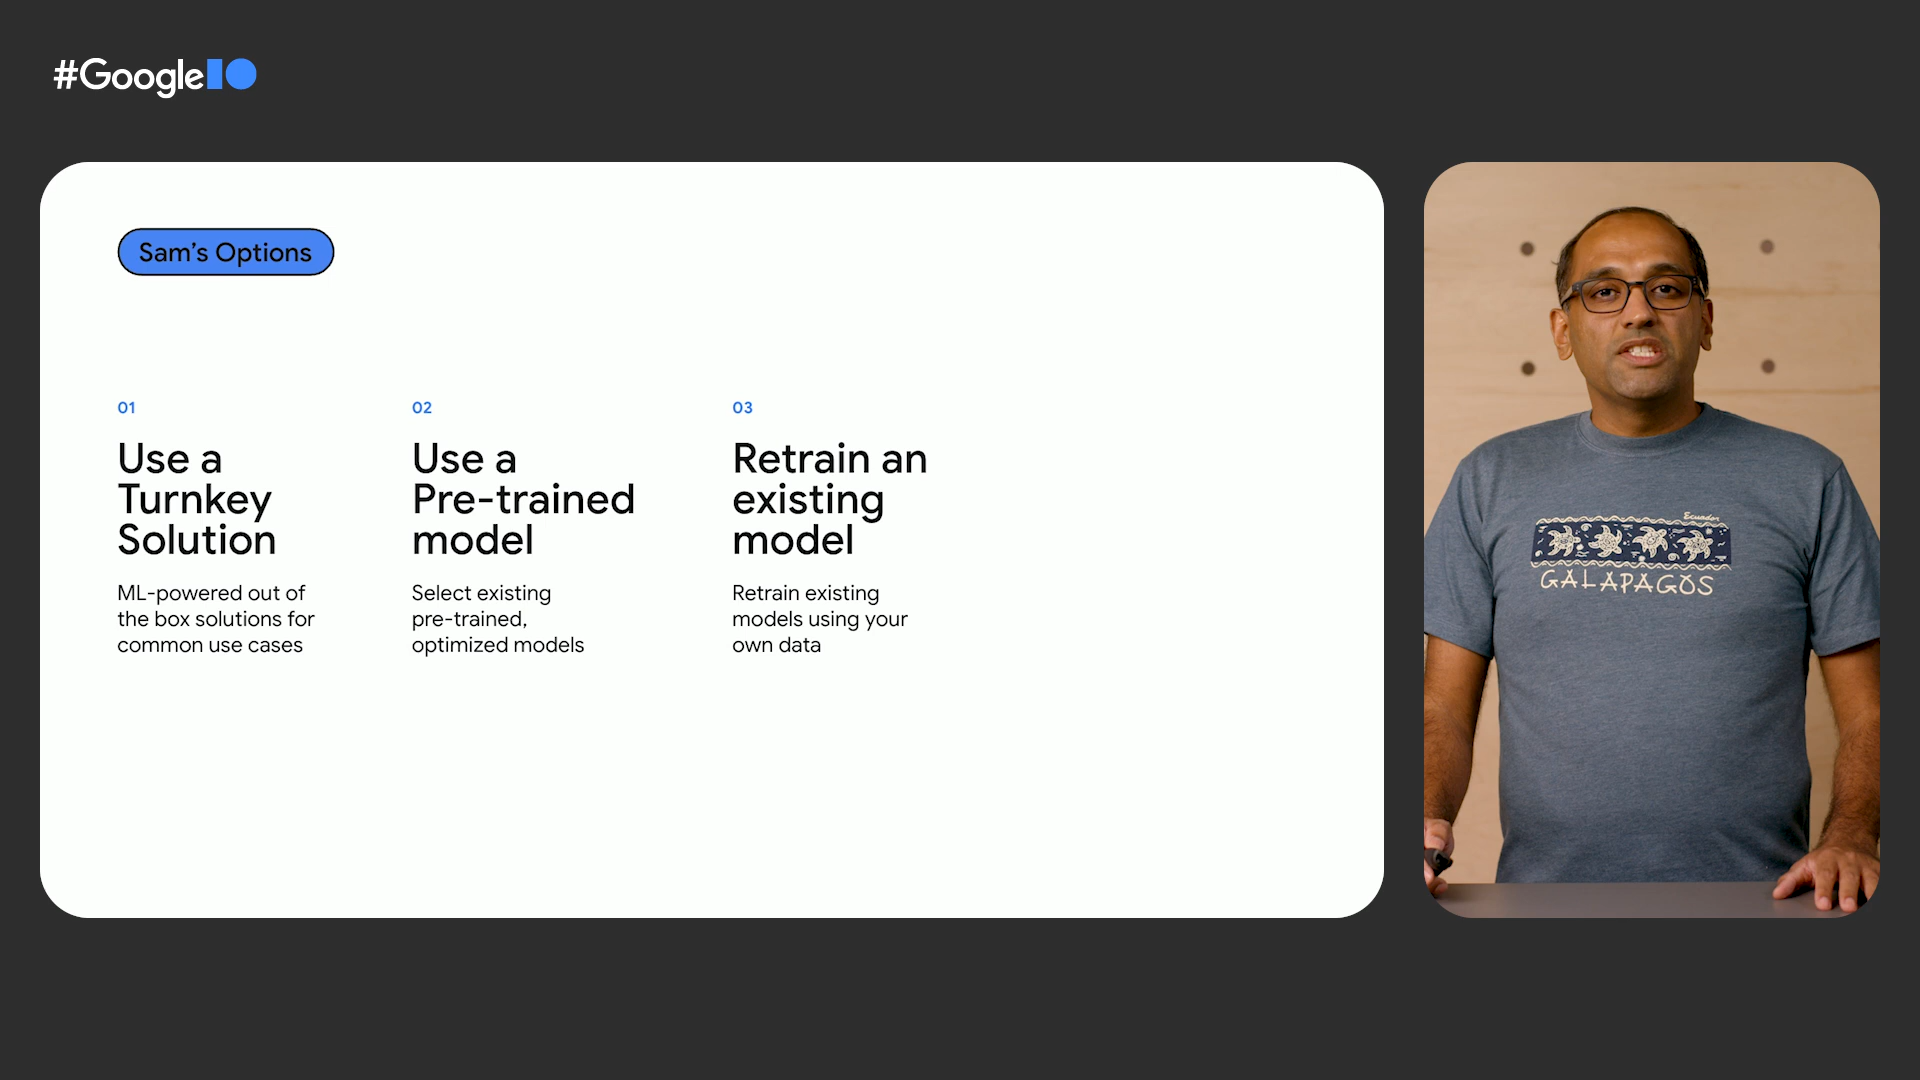 #GoogleIO
Sam's Options
01
Use a
Turnkey
Solution
ML-powered out of
the box solutions for
common use cases
02
Use a
Pre-trained
model
Select existing
pre-trained,
optimized models
03
Retrain an
existing
model
Retrain existing
models using your
own data
Ecuador
GALAPAGOS